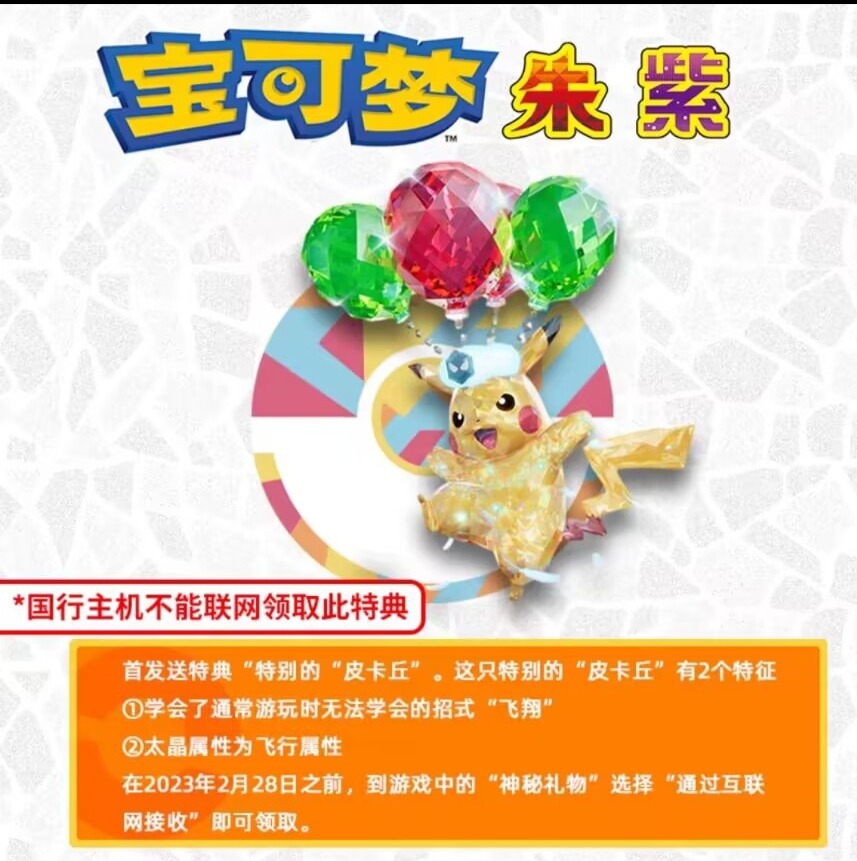 宝可梦 朱 紫
TM
*国行主机不能联网领取此特典
首发送特典“特别的“皮卡丘”。这只特别的“皮卡丘”有2个特征
①学会了通常游玩时无法学会的招式“飞翔”
②太晶属性为飞行属性
在2023年2月28日之前，到游戏中的“神秘礼物”选择“通过互联
网接收”即可领取。